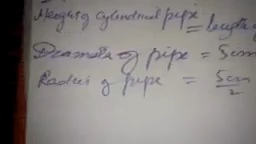 Height of cylindrical pipe = length
Diameter of pipe = 5cm
Radius of pipe = 5cm/2